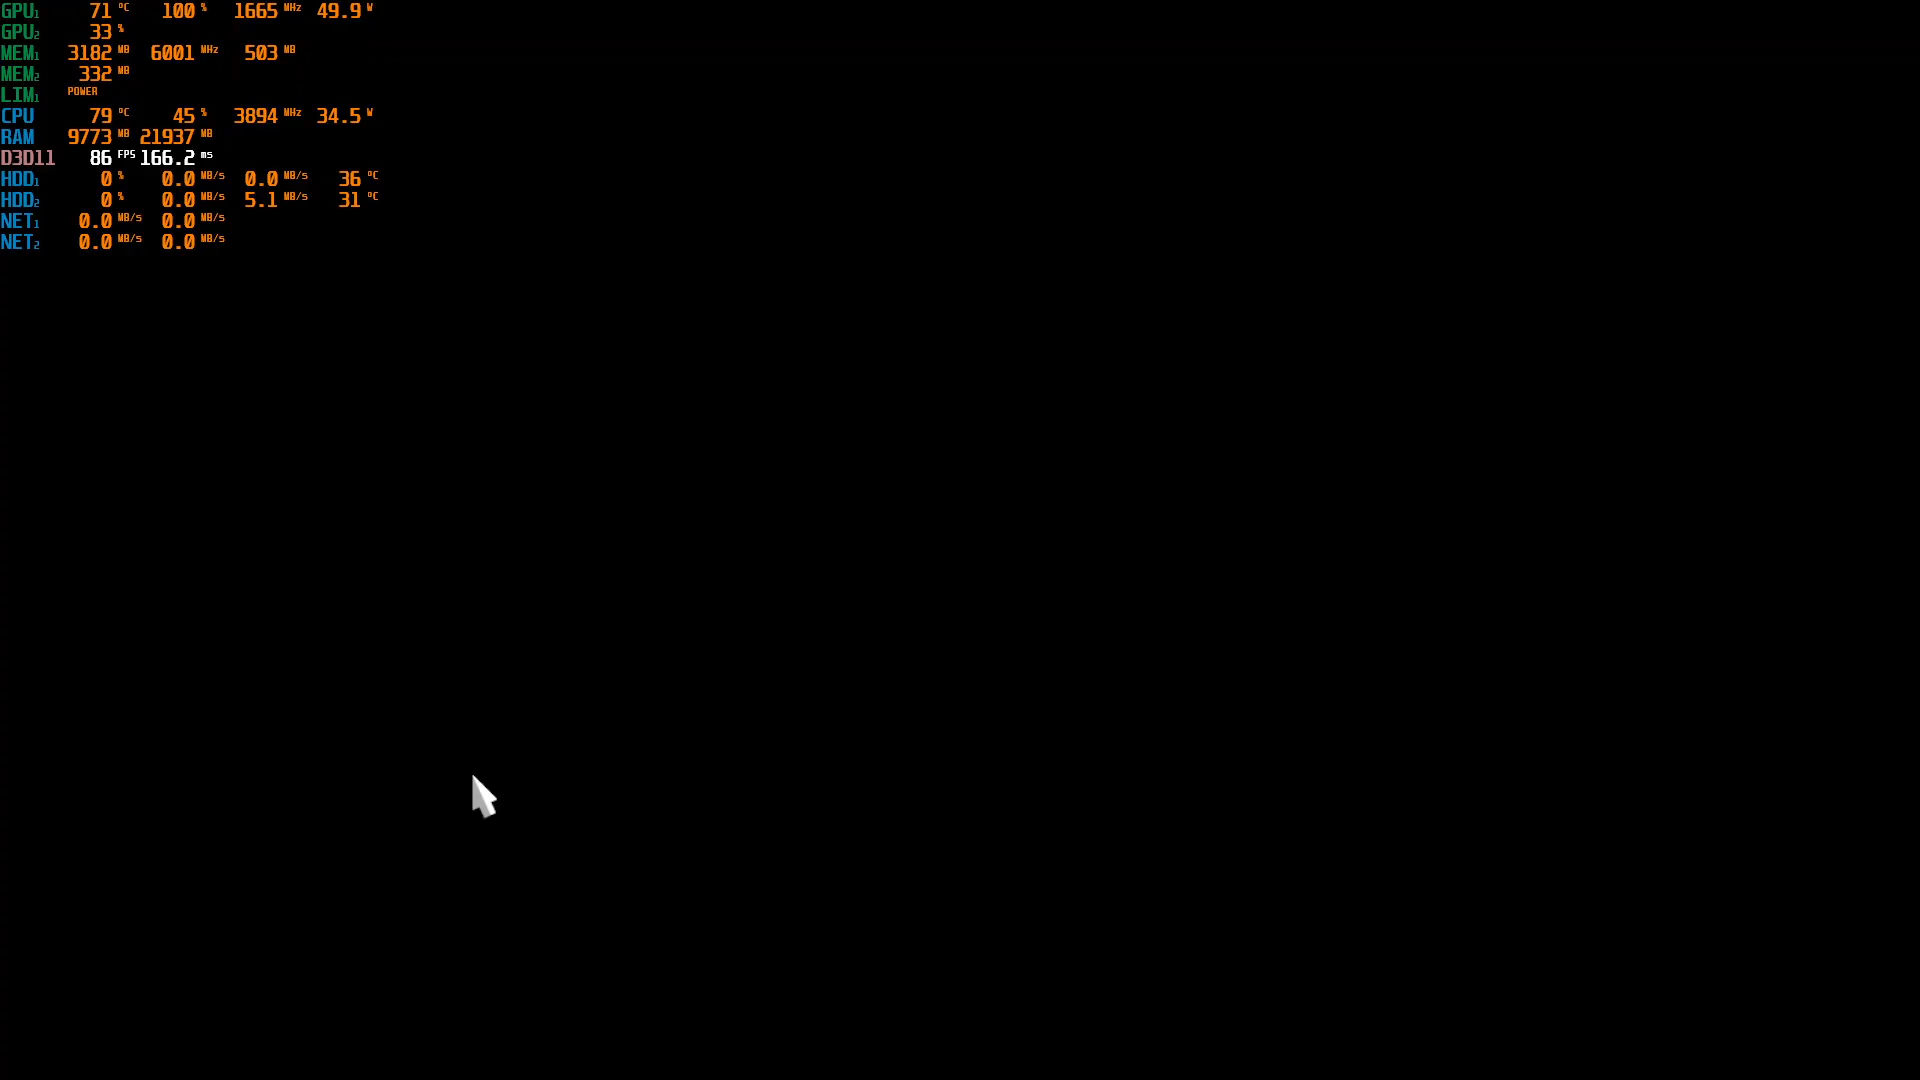 GPU1 71 °C 100 % 1665 MHz 49.9 W
GPU2 33 %
MEM1 3182 MB 6001 MHz 503 MB
MEM2 332 MB
LIM1 POWER
CPU 79 °C 45 % 3894 MHz 34.5 W
RAM 9773 MB 21937 MB
D3D11 86 FPS 166.2 ms
HDD1 0 % 0.0 MB/s 0.0 MB/s 36 °C
HDD2 0 % 0.0 MB/s 5.1 MB/s 31 °C
NET1 0.0 MB/s 0.0 MB/s
NET2 0.0 MB/s 0.0 MB/s